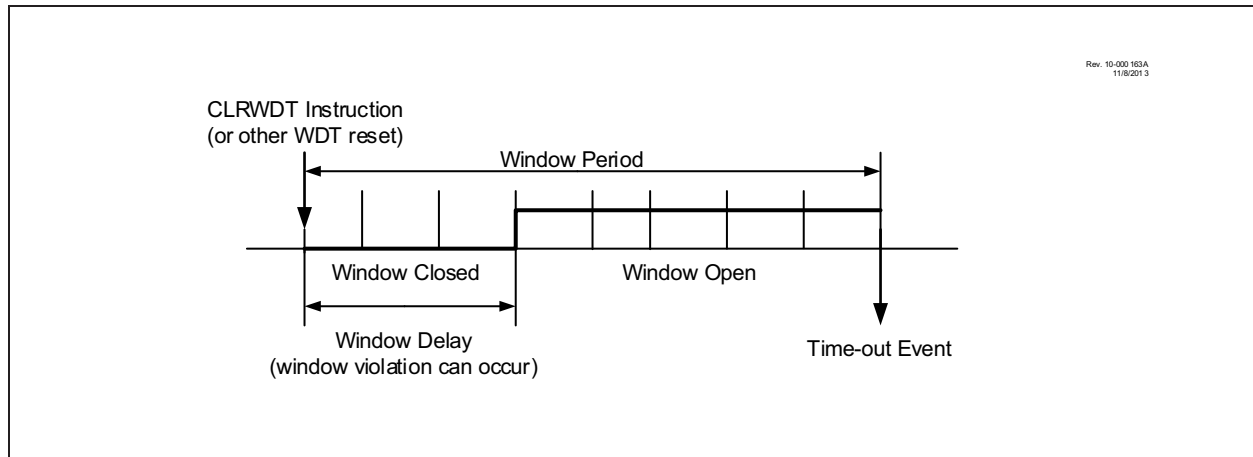 Rev. 10-000 163A
11/8/201 3
CLRWDT Instruction
(or other WDT reset)
Window Period
Window Closed
Window Open
Window Delay
(window violation can occur)
Time-out Event